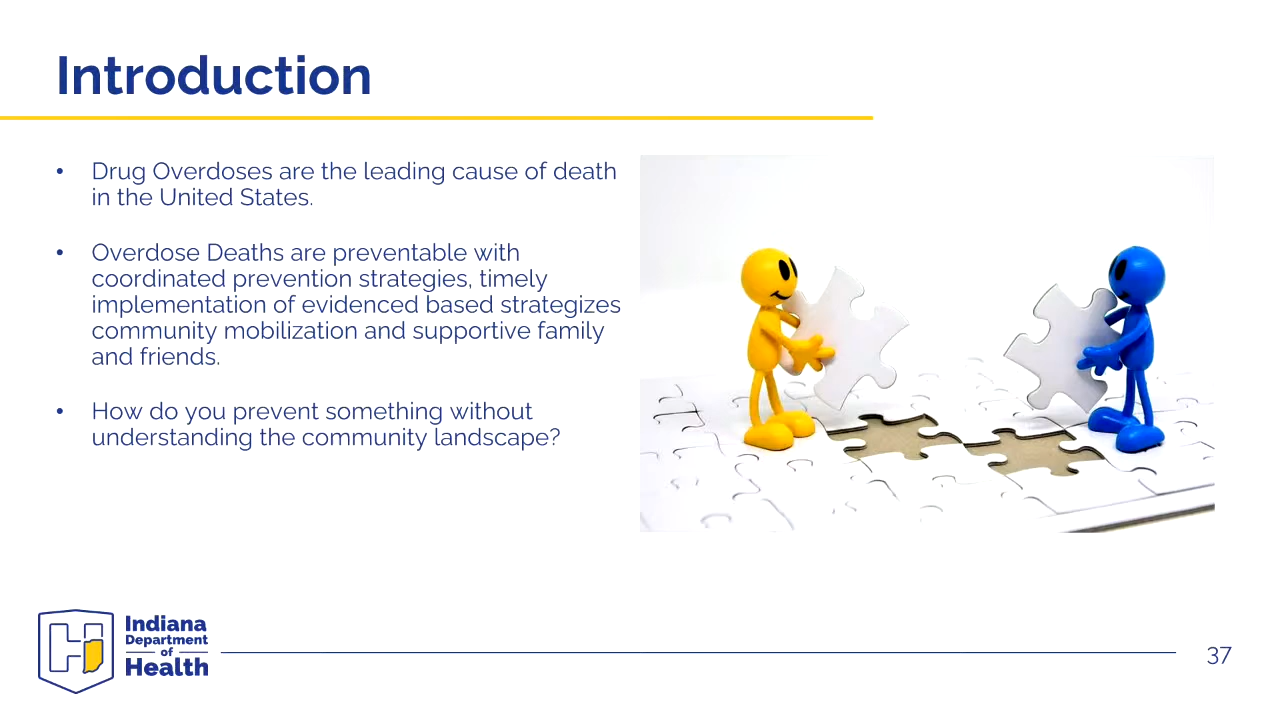 Introduction
• Drug Overdoses are the leading cause of death
in the United States.
• Overdose Deaths are preventable with
coordinated prevention strategies, timely
implementation of evidenced based strategizes
community mobilization and supportive family
and friends.
• How do you prevent something without
understanding the community landscape?
Indiana
Department
of
Health
37